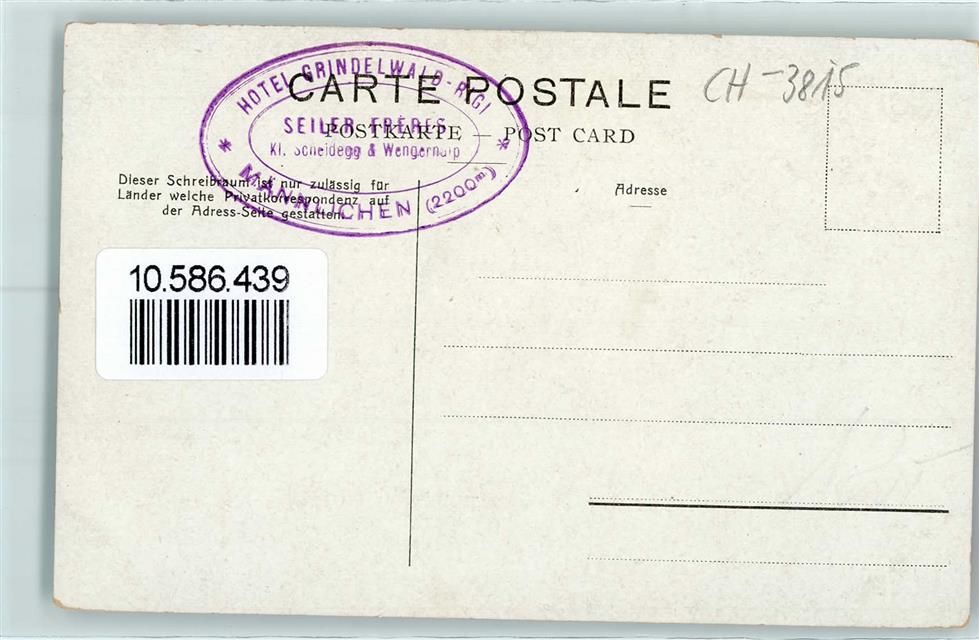 HOTEL GRINDELWALD-RIGI
SEILER FRÈRES
Kl. Scheidegg & Wengernalp
* MÄNNLICHEN (2200m) *
CARTE POSTALE
POSTKARTE — POST CARD
CH-3815
Dieser Schreibraum ist nur zulässig für
Länder welche Privatkorrespondenz auf
der Adress-Seite gestatten.
Adresse
10.586.439